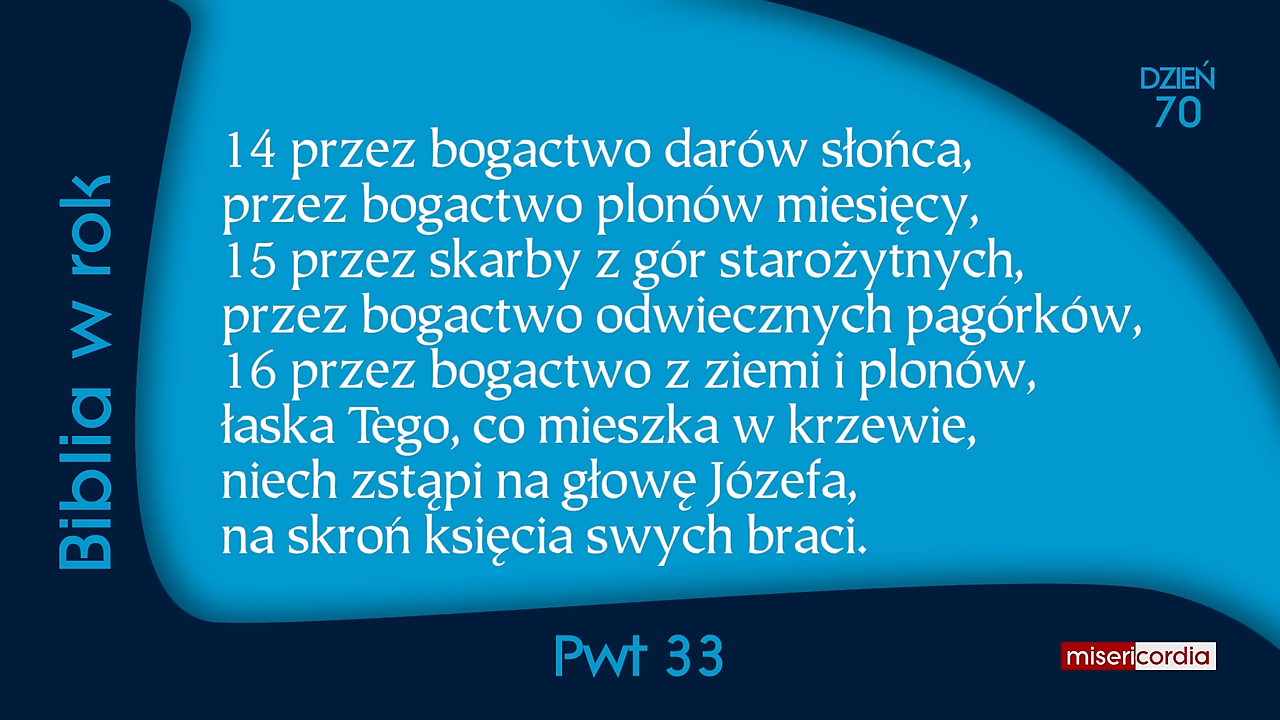 DZIEŃ
70
14 przez bogactwo darów słońca,
przez bogactwo plonów miesięcy,
15 przez skarby z gór starożytnych,
przez bogactwo odwiecznych pagórków,
16 przez bogactwo z ziemi i plonów,
łaska Tego, co mieszka w krzewie,
niech zstąpi na głowę Józefa,
na skroń księcia swych braci.
Biblia w rok
Pwt 33
misericordia